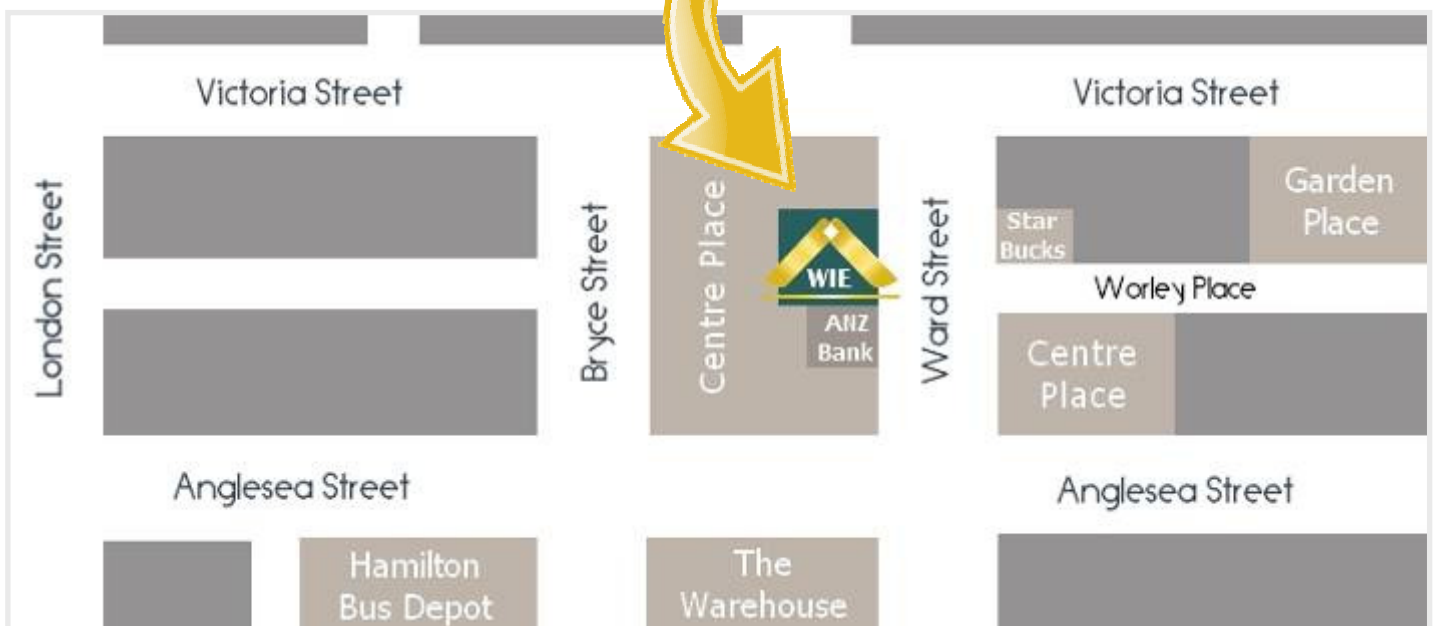 Victoria Street
Victoria Street
London Street
Bryce Street
Centre Place
WIE
ANZ
Bank
Ward Street
Star
Bucks
Garden
Place
Worley Place
Centre
Place
Anglesea Street
Anglesea Street
Hamilton
Bus Depot
The
Warehouse